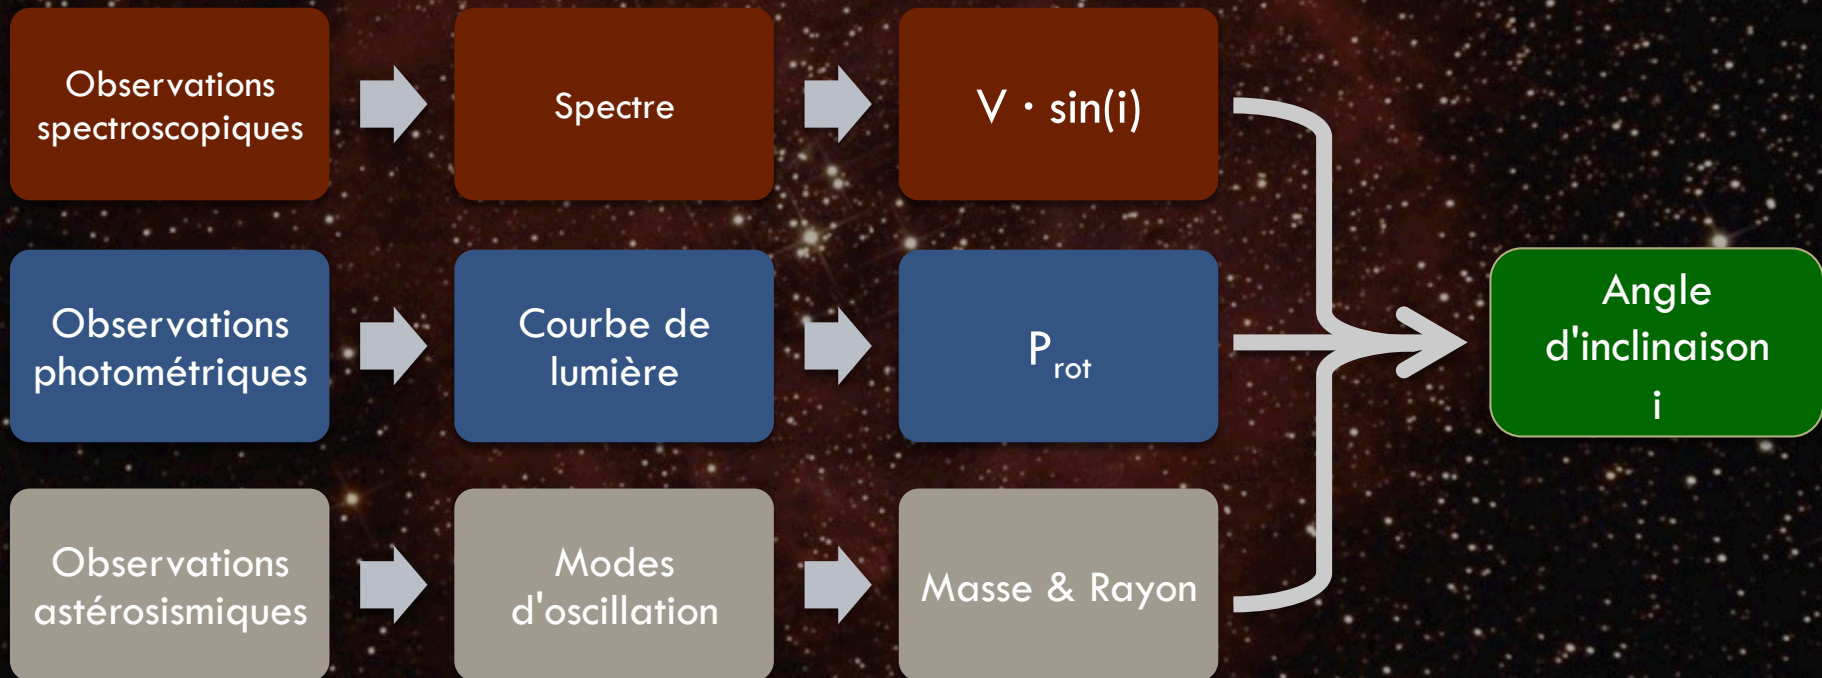 Observations
spectroscopiques
Spectre
V · sin(i)
Observations
photométriques
Courbe de
lumière
P rot
Observations
astérosismiques
Modes
d'oscillation
Masse & Rayon
Angle
d'inclinaison
i